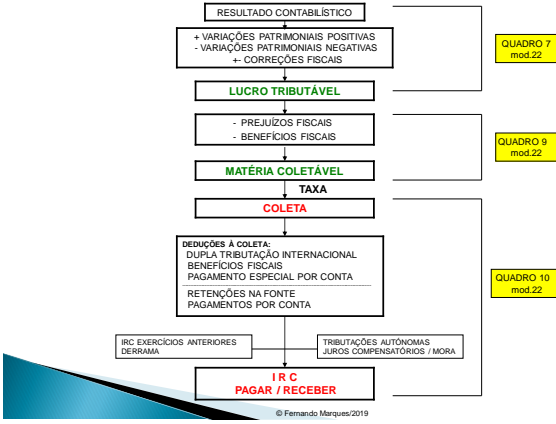 RESULTADO CONTABILÍSTICO
+ VARIAÇÕES PATRIMONIAIS POSITIVAS
- VARIAÇÕES PATRIMONIAIS NEGATIVAS
+- CORREÇÕES FISCAIS
QUADRO 7
mod.22
LUCRO TRIBUTÁVEL
- PREJUÍZOS FISCAIS
- BENEFÍCIOS FISCAIS
QUADRO 9
mod.22
MATÉRIA COLETÁVEL
TAXA
COLETA
DEDUÇÕES À COLETA:
DUPLA TRIBUTAÇÃO INTERNACIONAL
BENEFÍCIOS FISCAIS
PAGAMENTO ESPECIAL POR CONTA
RETENÇÕES NA FONTE
PAGAMENTOS POR CONTA
QUADRO 10
mod.22
IRC EXERCÍCIOS ANTERIORES
DERRAMA
TRIBUTAÇÕES AUTÓNOMAS
JUROS COMPENSATÓRIOS / MORA
I R C
PAGAR / RECEBER
© Fernando Marques/2019